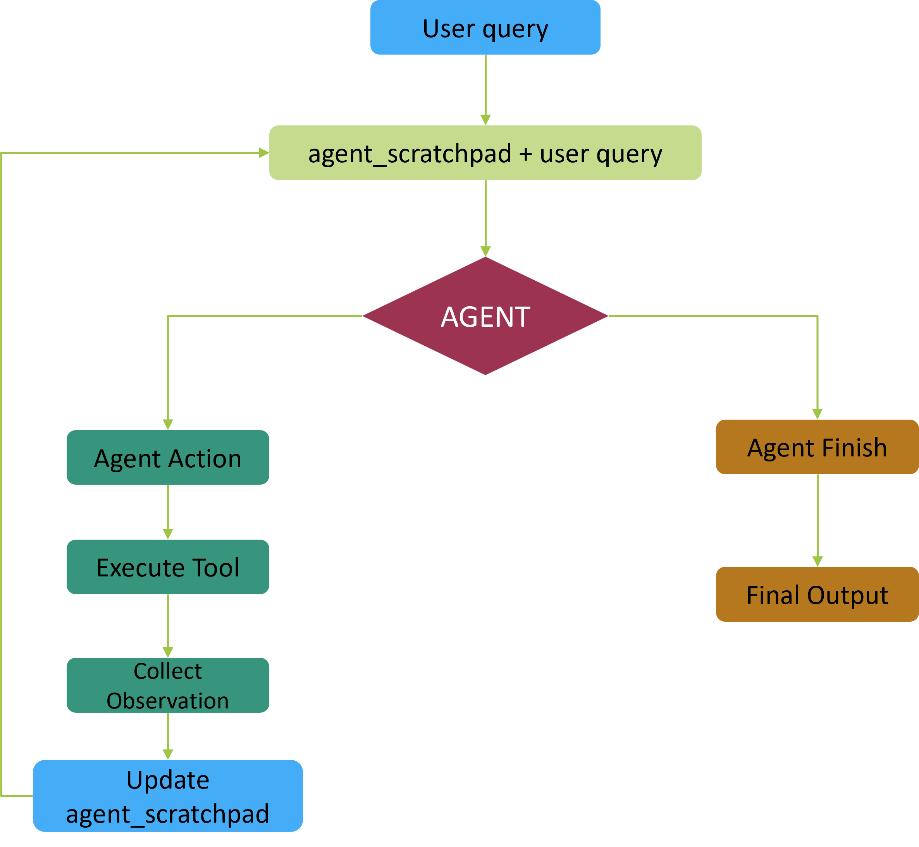 User query
agent_scratchpad + user query
AGENT
Agent Action
Execute Tool
Collect
Observation
Update
agent_scratchpad
Agent Finish
Final Output